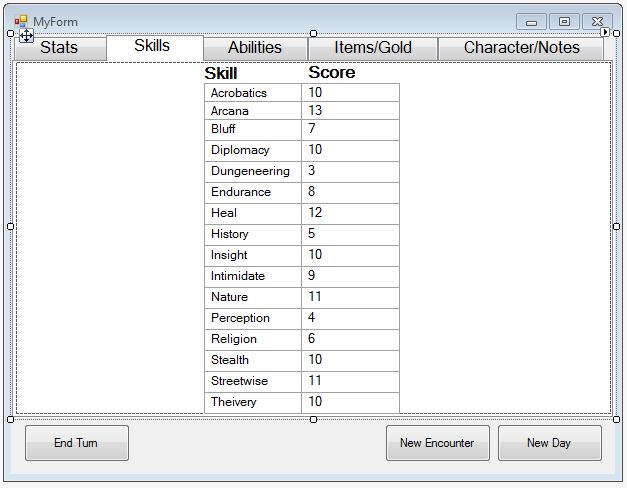 MyForm
Stats Skills Abilities Items/Gold Character/Notes
Skill Score
Acrobatics 10
Arcana 13
Bluff 7
Diplomacy 10
Dungeneering 3
Endurance 8
Heal 12
History 5
Insight 10
Intimidate 9
Nature 11
Perception 4
Religion 6
Stealth 10
Streetwise 11
Theivery 10
End Turn New Encounter New Day